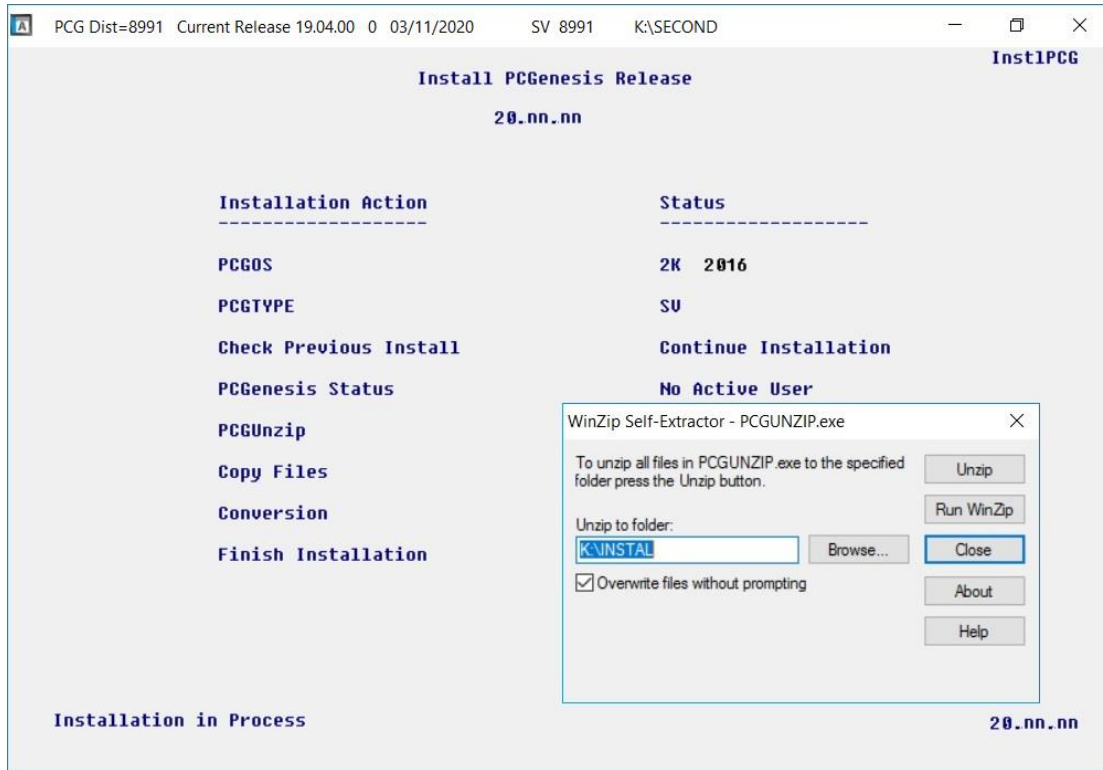 PCG Dist=8991 Current Release 19.04.00 0 03/11/2020 SV 8991 K:\SECOND
InstlPCG
Install PCGenesis Release
20.nn.nn
Installation Action Status
------------------- -------------------
PCGOS 2K 2016
PCGTYPE SV
Check Previous Install Continue Installation
PCGenesis Status No Active User
PCGUnzip
Copy Files
Conversion
Finish Installation
WinZip Self-Extractor - PCGUNZIP.exe
To unzip all files in PCGUNZIP.exe to the specified
folder press the Unzip button.
Unzip to folder:
K:\INSTAL
Browse...
Overwrite files without prompting
Unzip
Run WinZip
Close
About
Help
Installation in Process 20.nn.nn